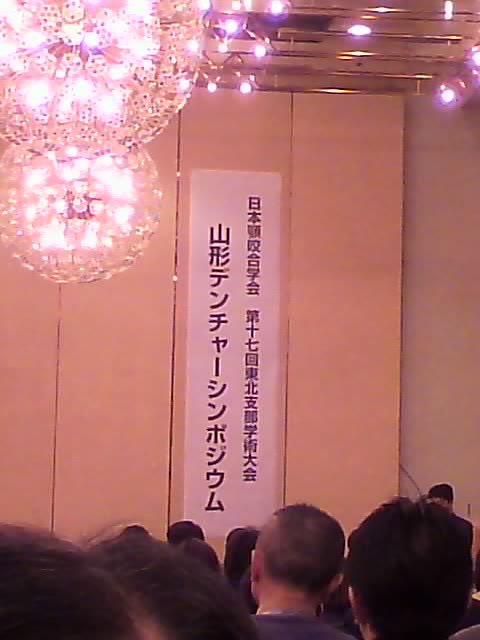 日本顎咬合学会 第十七回東北支部学術大会
山形デンチャーシンポジウム